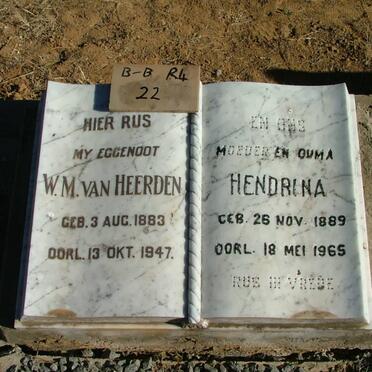 B-B R4
22
HIER RUS
MY EGGENOOT
W.M. VAN HEERDEN
GEB. 3 AUG. 1883
OORL. 13 OKT. 1947.
EN ONS
MOEDER EN OUMA
HENDRINA
GEB. 26 NOV. 1889
OORL. 18 MEI 1965
RUS IN VREDE